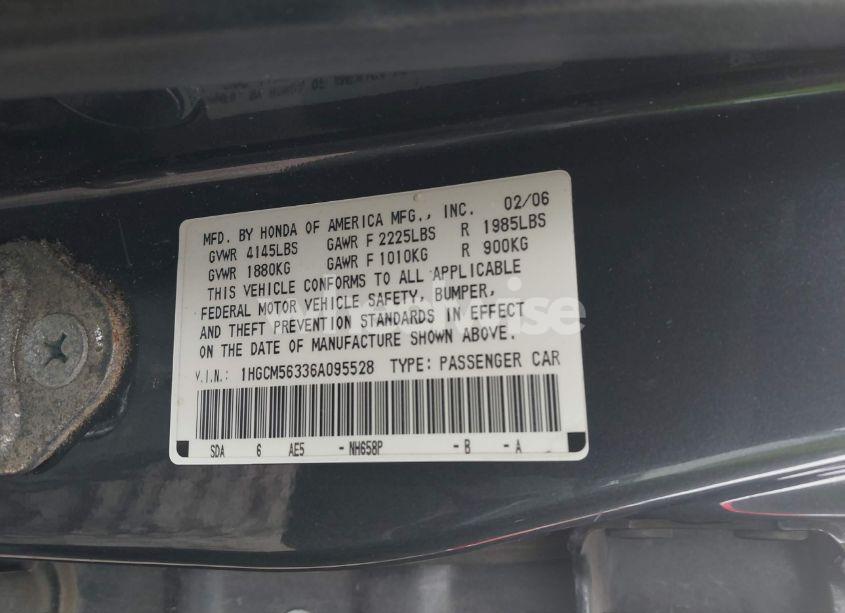 MFD. BY HONDA OF AMERICA MFG., INC. 02/06
GVWR 4145LBS GAWR F 2225LBS R 1985LBS
GVWR 1880KG GAWR F 1010KG R 900KG
THIS VEHICLE CONFORMS TO ALL APPLICABLE
FEDERAL MOTOR VEHICLE SAFETY, BUMPER,
AND THEFT PREVENTION STANDARDS IN EFFECT
ON THE DATE OF MANUFACTURE SHOWN ABOVE.
V.I.N.: 1HGCM56336A095528 TYPE: PASSENGER CAR
SDA 6 AE5 -NH658P -B -A